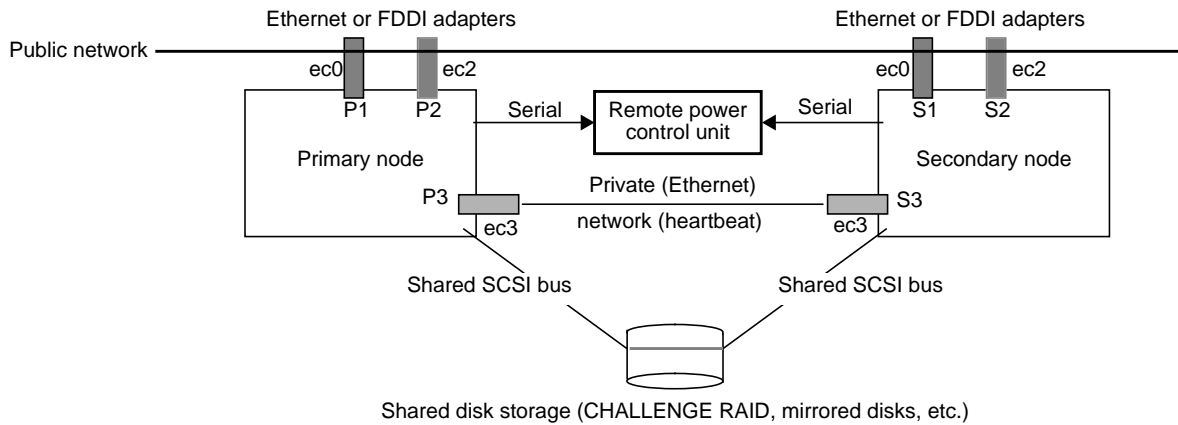 Ethernet or FDDI adapters
Ethernet or FDDI adapters
Public network
ec0
ec2
ec0
ec2
P1
P2
S1
S2
Serial
Remote power
control unit
Serial
Primary node
Secondary node
P3
Private (Ethernet)
S3
network (heartbeat)
ec3
ec3
Shared SCSI bus
Shared SCSI bus
Shared disk storage (CHALLENGE RAID, mirrored disks, etc.)